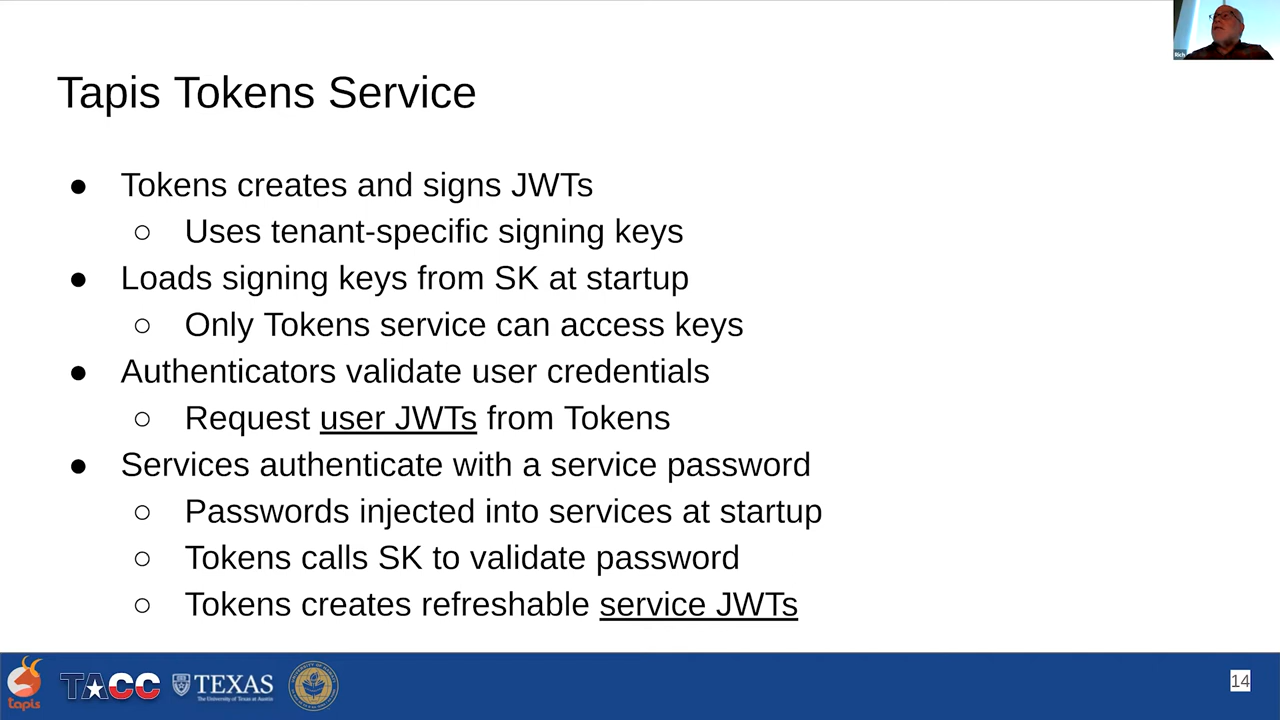 Rich
Tapis Tokens Service
● Tokens creates and signs JWTs
○ Uses tenant-specific signing keys
● Loads signing keys from SK at startup
○ Only Tokens service can access keys
● Authenticators validate user credentials
○ Request user JWTs from Tokens
● Services authenticate with a service password
○ Passwords injected into services at startup
○ Tokens calls SK to validate password
○ Tokens creates refreshable service JWTs
tapis
TACC
TEXAS
The University of Texas at Austin
14